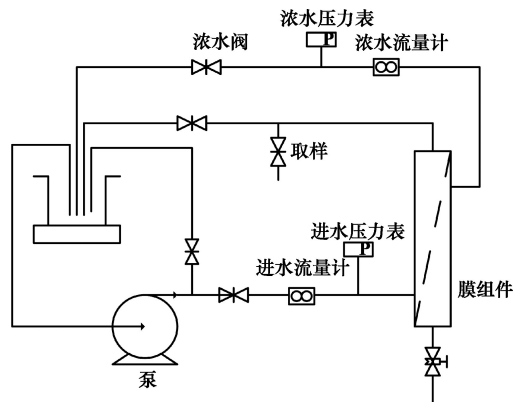 浓水压力表
浓水阀
P
浓水流量计
取样
进水压力表
P
进水流量计
膜组件
泵